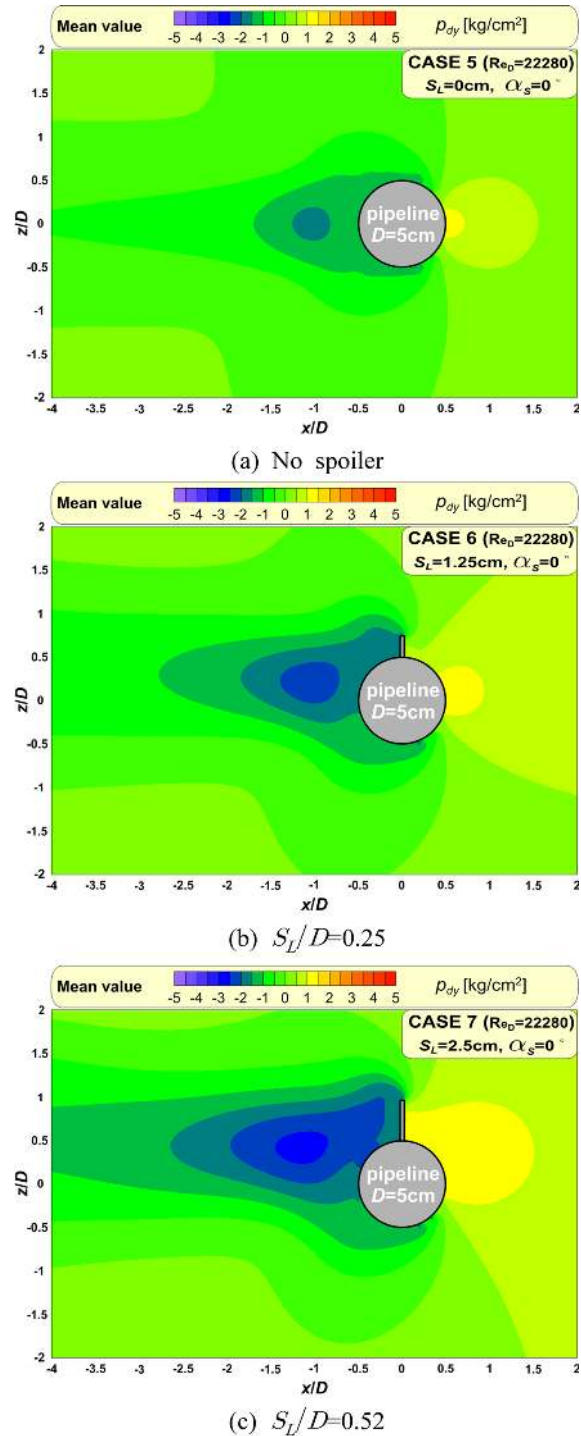 Mean value
-5 -4 -3 -2 -1 0 1 2 3 4 5
p_dy [kg/cm²]
CASE 5 (Re_D=22280)
S_L=0cm, α_s=0°
pipeline
D=5cm
z/D
2
1.5
1
0.5
0
-0.5
-1
-1.5
-2
-4 -3.5 -3 -2.5 -2 -1.5 -1 -0.5 0 0.5 1 1.5 2
x/D
(a) No spoiler
Mean value
-5 -4 -3 -2 -1 0 1 2 3 4 5
p_dy [kg/cm²]
CASE 6 (Re_D=22280)
S_L=1.25cm, α_s=0°
pipeline
D=5cm
z/D
2
1.5
1
0.5
0
-0.5
-1
-1.5
-2
-4 -3.5 -3 -2.5 -2 -1.5 -1 -0.5 0 0.5 1 1.5 2
x/D
(b) S_L/D=0.25
Mean value
-5 -4 -3 -2 -1 0 1 2 3 4 5
p_dy [kg/cm²]
CASE 7 (Re_D=22280)
S_L=2.5cm, α_s=0°
pipeline
D=5cm
z/D
2
1.5
1
0.5
0
-0.5
-1
-1.5
-2
-4 -3.5 -3 -2.5 -2 -1.5 -1 -0.5 0 0.5 1 1.5 2
x/D
(c) S_L/D=0.52